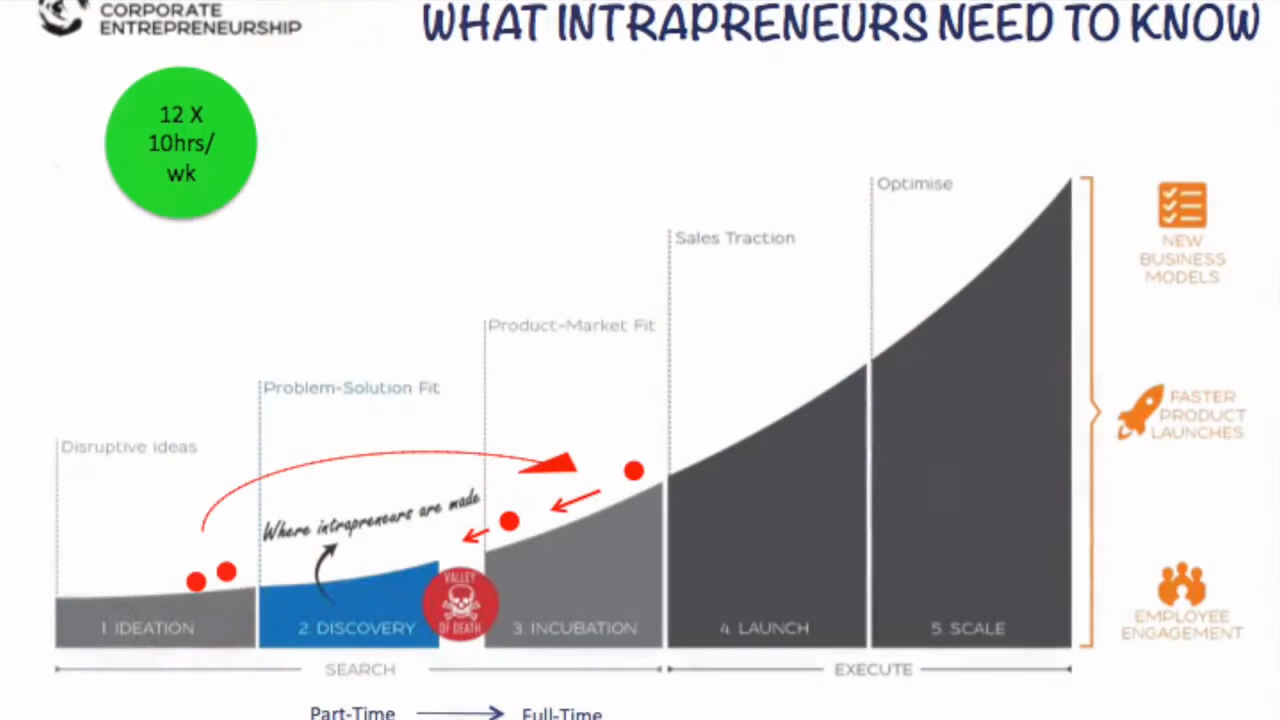 CORPORATE
ENTREPRENEURSHIP
WHAT INTRAPRENEURS NEED TO KNOW
12 X
10hrs/
wk
Optimise
Sales Traction
Product-Market Fit
Problem-Solution Fit
Disruptive ideas
Where intrapreneurs are made
VALLEY
OF DEATH
1. IDEATION
2. DISCOVERY
3. INCUBATION
4. LAUNCH
5. SCALE
SEARCH
EXECUTE
Part-Time
Full-Time
NEW
BUSINESS
MODELS
FASTER
PRODUCT
LAUNCHES
EMPLOYEE
ENGAGEMENT